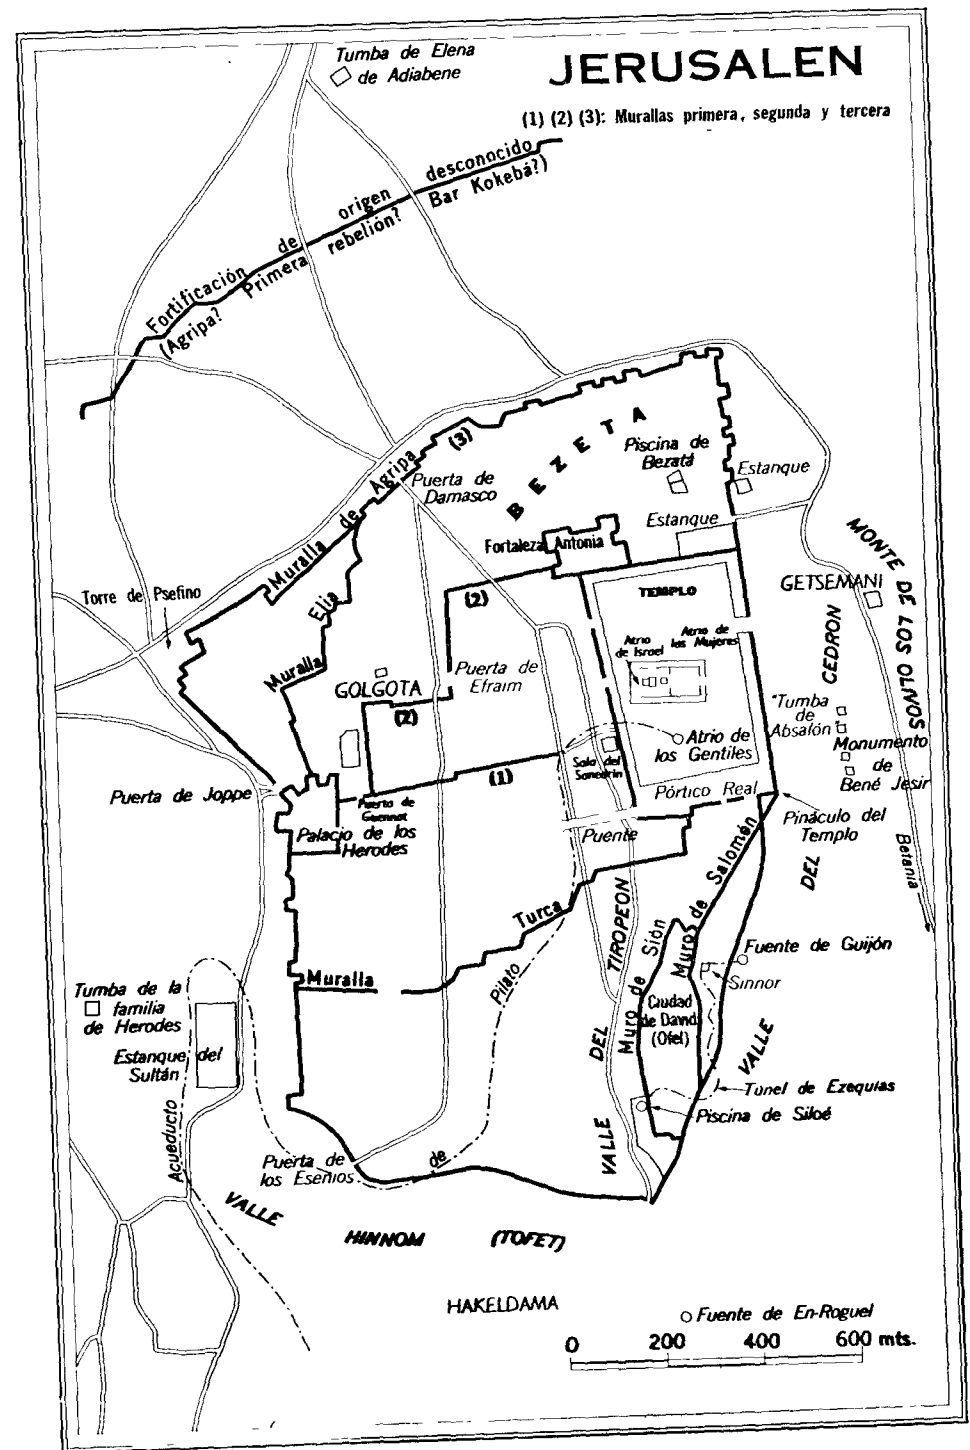 JERUSALEN
(1) (2) (3): Murallas primera, segunda y tercera
Tumba de Elena
de Adiabene
Fortificación de origen desconocido
(Agripa? Primera rebelión? Bar Kokebá?)
BEZETA
Piscina de
Bezatá
Estanque
Muralla de Agripa (3)
Puerta de
Damasco
Estanque
Fortaleza Antonia
MONTE DE LOS OLIVOS
GETSEMANI
Torre de Psefino
Muralla Elia
(2)
TEMPLO
Atrio
de Israel
Atrio de
las Mujeres
VALLE DEL CEDRON
GOLGOTA
Puerta de
Efraim
(2)
"Tumba
de
Absalón"
Atrio de
los Gentiles
Monumento
de
Bené Jesir
Sala del
Sanedrín
(1)
Pórtico Real
Puerta de Joppe
Puerta de
Guennat
Palacio de los
Herodes
Puente
Pináculo del
Templo
Betania
Muros de Salomón
Turca
Muralla
VALLE DEL TIROPEON
Muro de Sión
Fuente de Guijón
Sinnor
Ciudad
de David
(Ofel)
Tumba de la
familia
de Herodes
Estanque del
Sultán
Acueducto
de
Pilato
Túnel de Ezequías
Piscina de Siloé
Puerta de
los Esenios
VALLE HINNOM (TOFET)
HAKELDAMA
Fuente de En-Roguel
0 200 400 600 mts.